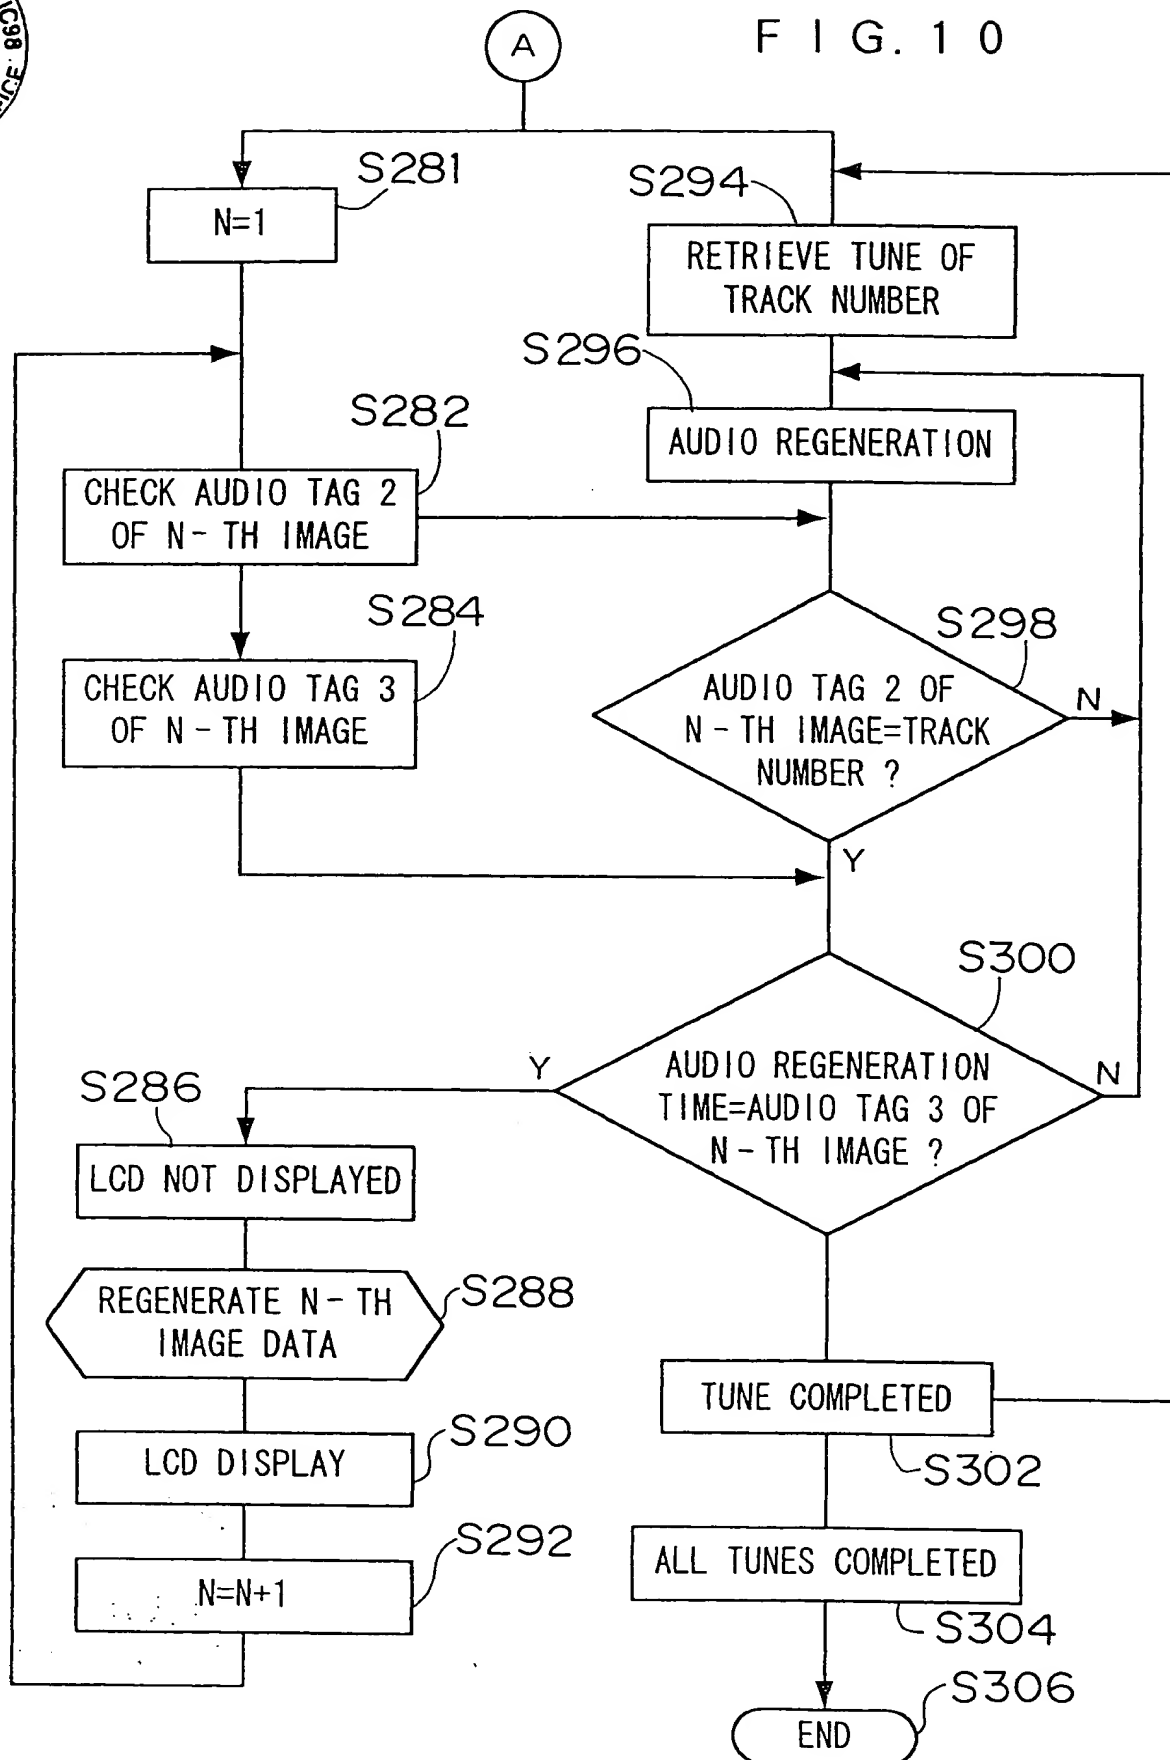 FIG.10
A
S281
N=1
S294
RETRIEVE TUNE OF
TRACK NUMBER
S296
AUDIO REGENERATION
S282
CHECK AUDIO TAG 2
OF N-TH IMAGE
S284
CHECK AUDIO TAG 3
OF N-TH IMAGE
S298
AUDIO TAG 2 OF
N-TH IMAGE=TRACK
NUMBER ?
N
Y
S300
AUDIO REGENERATION
TIME=AUDIO TAG 3 OF
N-TH IMAGE ?
N
Y
S286
LCD NOT DISPLAYED
S288
REGENERATE N-TH
IMAGE DATA
S290
LCD DISPLAY
S292
N=N+1
TUNE COMPLETED
S302
ALL TUNES COMPLETED
S304
S306
END